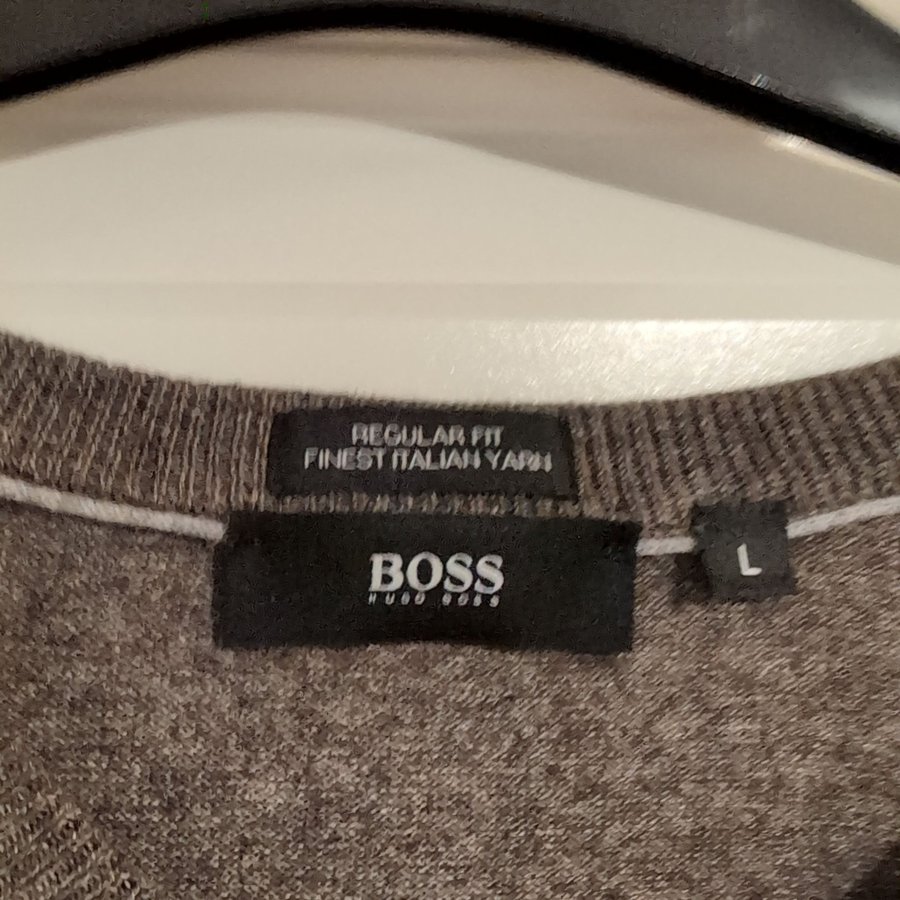 REGULAR FIT
FINEST ITALIAN YARN
BOSS
HUGO BOSS
L